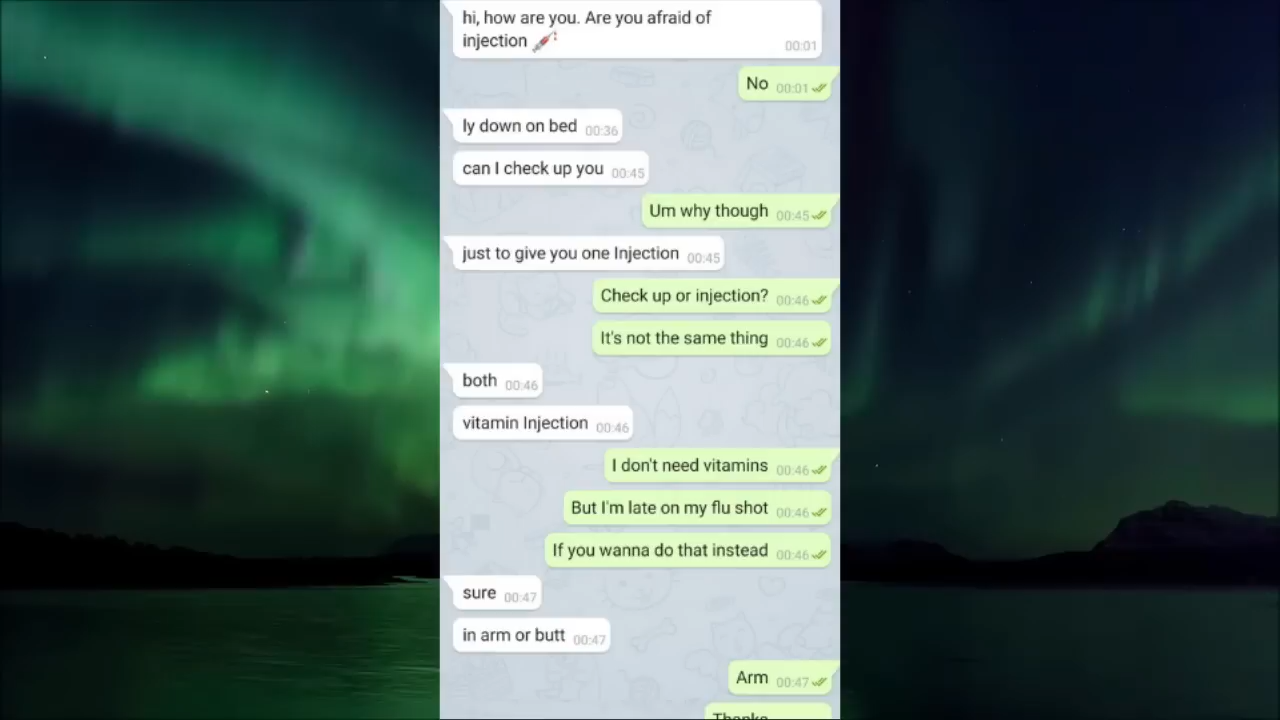 hi, how are you. Are you afraid of
injection 00:01
No 00:01
ly down on bed 00:36
can I check up you 00:45
Um why though 00:45
just to give you one Injection 00:45
Check up or injection? 00:46
It's not the same thing 00:46
both 00:46
vitamin Injection 00:46
I don't need vitamins 00:46
But I'm late on my flu shot 00:46
If you wanna do that instead 00:46
sure 00:47
in arm or butt 00:47
Arm 00:47
Thanks